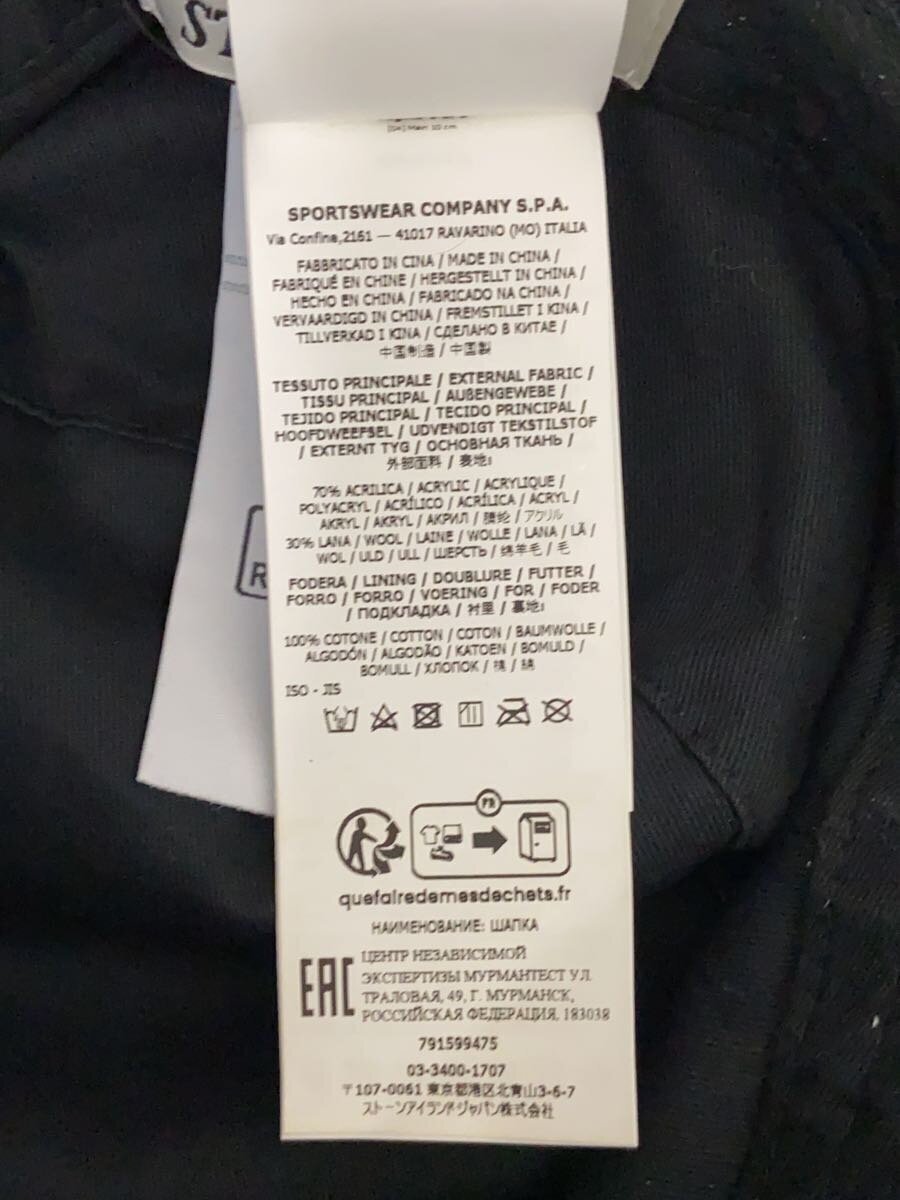 ST
[DK] Main 10 cm.
SPORTSWEAR COMPANY S.P.A.
Via Confine,2161 — 41017 RAVARINO (MO) ITALIA
FABBRICATO IN CINA / MADE IN CHINA /
FABRIQUÉ EN CHINE / HERGESTELLT IN CHINA /
HECHO EN CHINA / FABRICADO NA CHINA /
VERVAARDIGD IN CHINA / FREMSTILLET I KINA /
TILLVERKAD I KINA / СДЕЛАНО В КИТАЕ /
中国制造 / 中国製
TESSUTO PRINCIPALE / EXTERNAL FABRIC /
TISSU PRINCIPAL / AUßENGEWEBE /
TEJIDO PRINCIPAL / TECIDO PRINCIPAL /
HOOFDWEEFSEL / UDVENDIGT TEKSTILSTOF
/ EXTERNT TYG / ОСНОВНАЯ ТКАНЬ /
外部面料 / 表地:
70% ACRILICA / ACRYLIC / ACRYLIQUE /
POLYACRYL / ACRÍLICO / ACRÍLICA / ACRYL /
AKRYL / AKRYL / АКРИЛ / 腈纶 / アクリル
30% LANA / WOOL / LAINE / WOLLE / LANA / LÃ /
WOL / ULD / ULL / ШЕРСТЬ / 绵羊毛 / 毛
FODERA / LINING / DOUBLURE / FUTTER /
FORRO / FORRO / VOERING / FOR / FODER
/ ПОДКЛАДКА / 衬里 / 裏地:
100% COTONE / COTTON / COTON / BAUMWOLLE /
ALGODÓN / ALGODÃO / KATOEN / BOMULD /
BOMULL / ХЛОПОК / 棉 / 綿
ISO - JIS
FR
quefairedemesdechets.fr
НАИМЕНОВАНИЕ: ШАПКА
EAC
ЦЕНТР НЕЗАВИСИМОЙ
ЭКСПЕРТИЗЫ МУРМАНТЕСТ УЛ.
ТРАЛОВАЯ, 49, Г. МУРМАНСК,
РОССИЙСКАЯ ФЕДЕРАЦИЯ, 183038
791599475
03-3400-1707
〒107-0061 東京都港区北青山3-6-7
ストーンアイランドジャパン株式会社
R